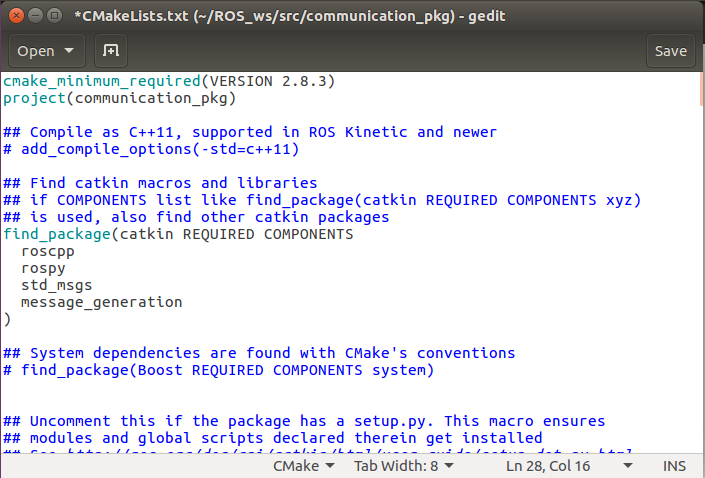 *CMakeLists.txt (~/ROS_ws/src/communication_pkg) - gedit
Open
Save
cmake_minimum_required(VERSION 2.8.3)
project(communication_pkg)
## Compile as C++11, supported in ROS Kinetic and newer
# add_compile_options(-std=c++11)
## Find catkin macros and libraries
## if COMPONENTS list like find_package(catkin REQUIRED COMPONENTS xyz)
## is used, also find other catkin packages
find_package(catkin REQUIRED COMPONENTS
  roscpp
  rospy
  std_msgs
  message_generation
)
## System dependencies are found with CMake's conventions
# find_package(Boost REQUIRED COMPONENTS system)
## Uncomment this if the package has a setup.py. This macro ensures
## modules and global scripts declared therein get installed
## See
CMake
Tab Width: 8
Ln 28, Col 16
INS